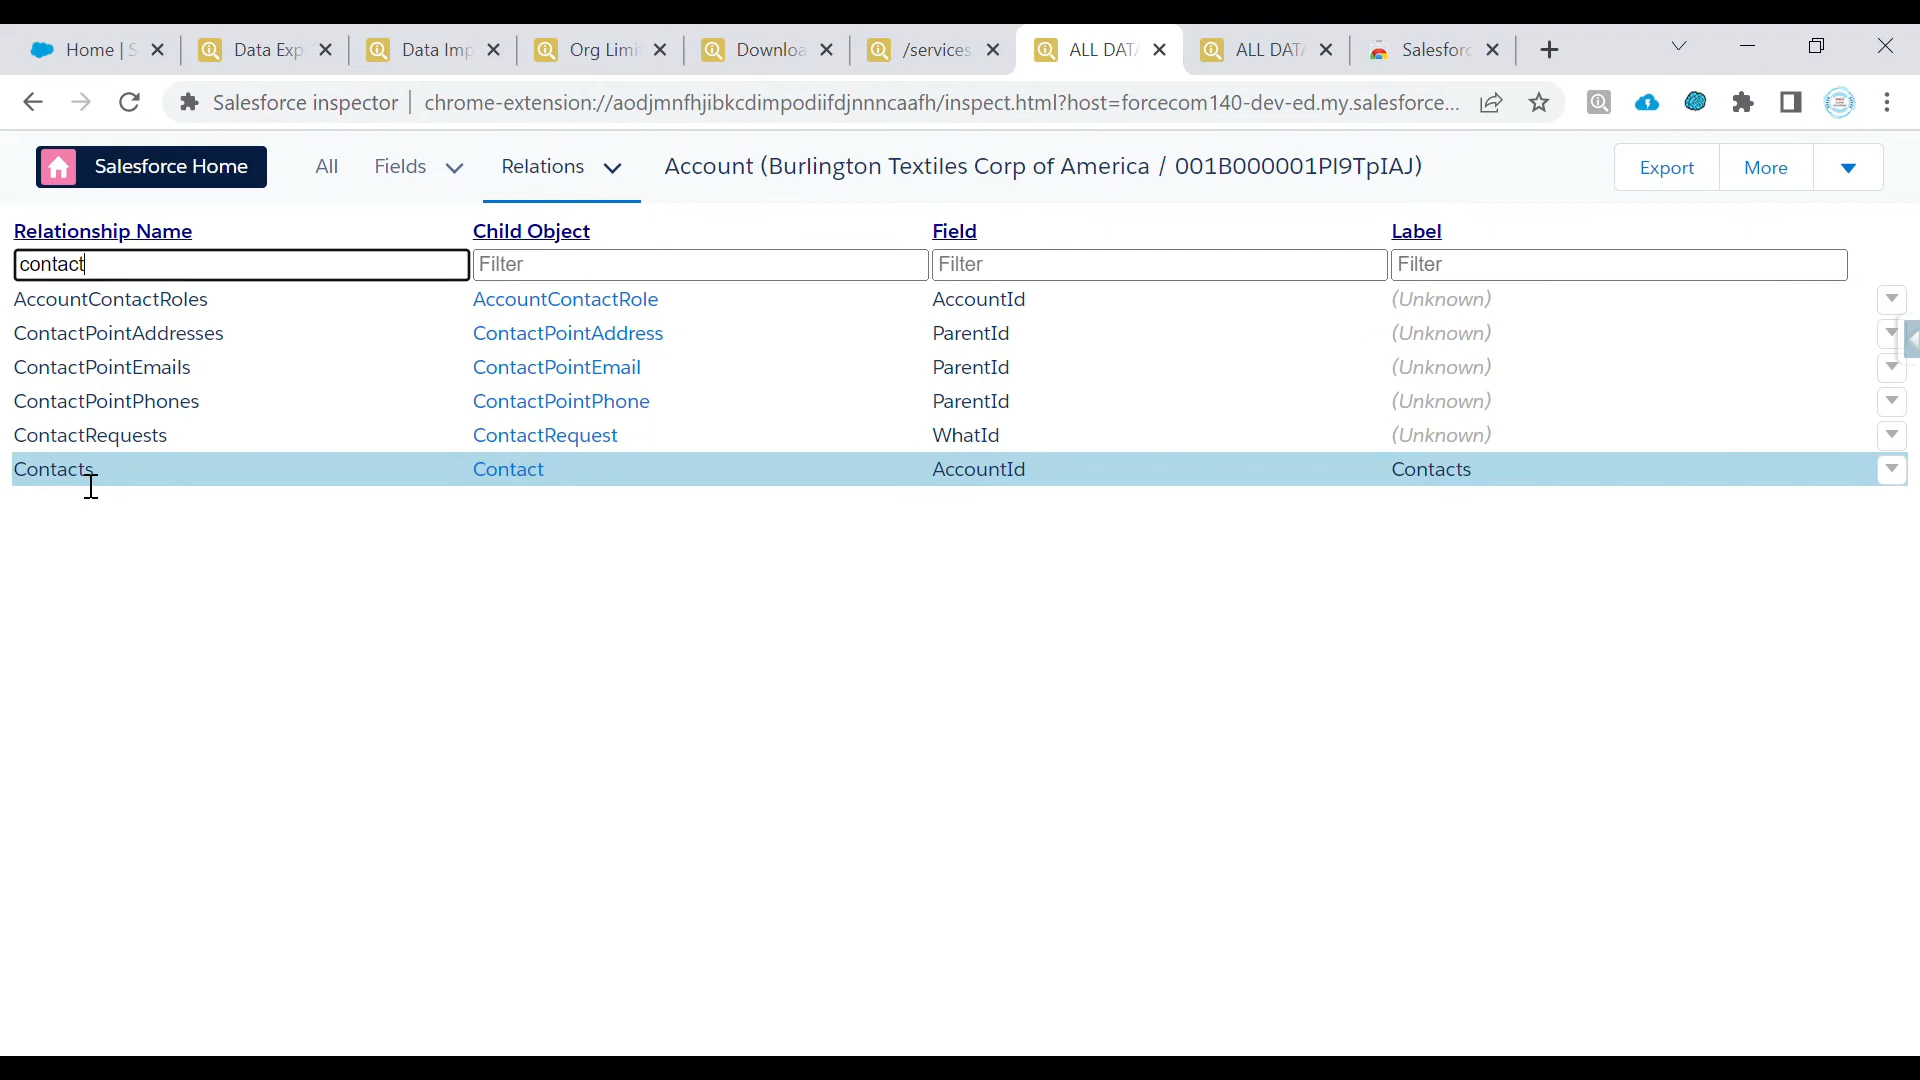 Home | S
Data Exp
Data Imp
Org Limi
Downloa
/services
ALL DATA
ALL DATA
Salesforc
Salesforce inspector
chrome-extension://aodjmnfhjibkcdimpodiifdjnnncaafh/inspect.html?host=forcecom140-dev-ed.my.salesforce...
Salesforce Home
All
Fields
Relations
Account (Burlington Textiles Corp of America / 001B000001PI9TpIAJ)
Export
More
Relationship Name Child Object Field Label
contact Filter Filter Filter
AccountContactRoles AccountContactRole AccountId (Unknown)
ContactPointAddresses ContactPointAddress ParentId (Unknown)
ContactPointEmails ContactPointEmail ParentId (Unknown)
ContactPointPhones ContactPointPhone ParentId (Unknown)
ContactRequests ContactRequest WhatId (Unknown)
Contacts Contact AccountId Contacts